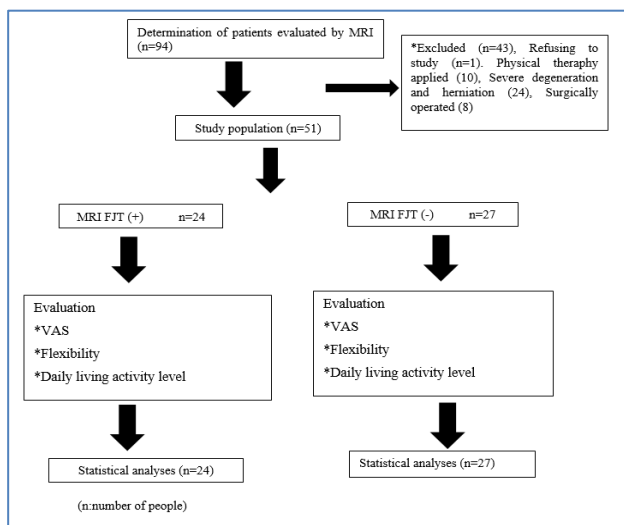 Determination of patients evaluated by MRI
(n=94)
*Excluded (n=43), Refusing to
study (n=1). Physical theraphy
applied (10), Severe degeneration
and herniation (24), Surgically
operated (8)
Study population (n=51)
MRI FJT (+) n=24
MRI FJT (-) n=27
Evaluation
*VAS
*Flexibility
*Daily living activity level
Evaluation
*VAS
*Flexibility
*Daily living activity level
Statistical analyses (n=24)
Statistical analyses (n=27)
(n:number of people)